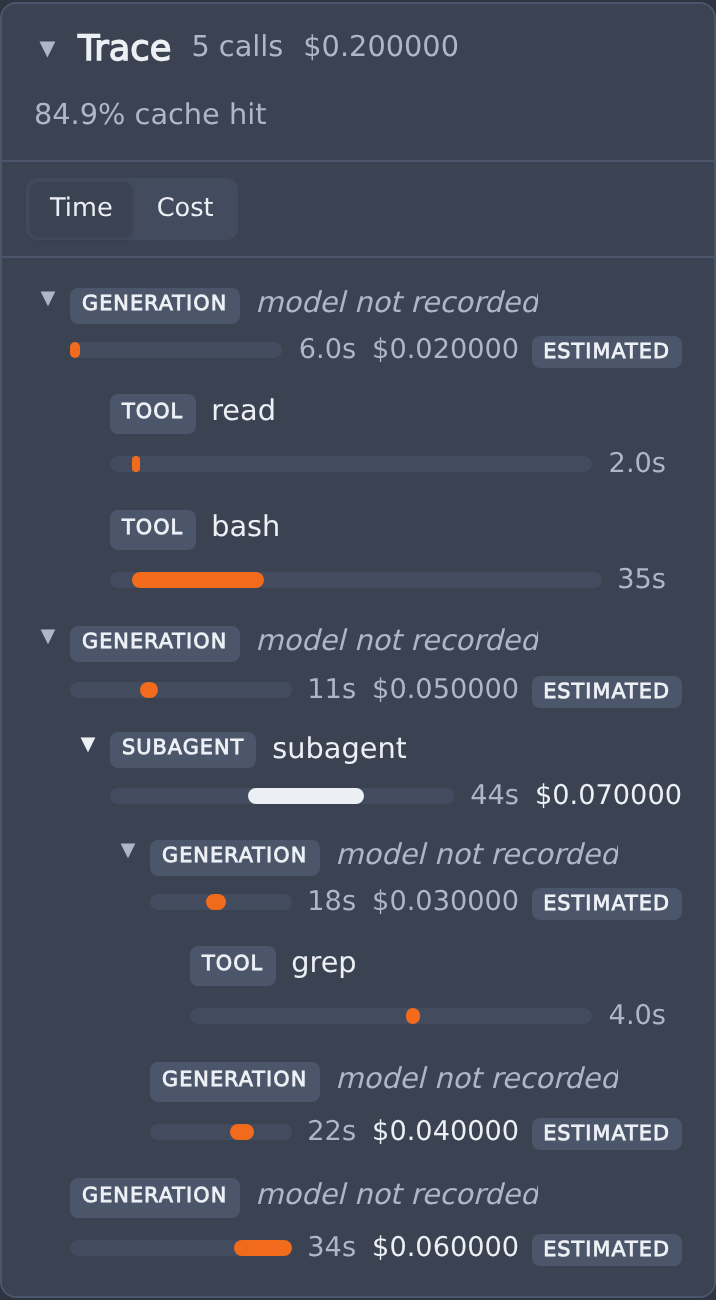 ▼ Trace 5 calls $0.200000
84.9% cache hit
Time Cost
▼ GENERATION model not recorded
6.0s $0.020000 ESTIMATED
TOOL read
2.0s
TOOL bash
35s
▼ GENERATION model not recorded
11s $0.050000 ESTIMATED
▼ SUBAGENT subagent
44s $0.070000
▼ GENERATION model not recorded
18s $0.030000 ESTIMATED
TOOL grep
4.0s
GENERATION model not recorded
22s $0.040000 ESTIMATED
GENERATION model not recorded
34s $0.060000 ESTIMATED